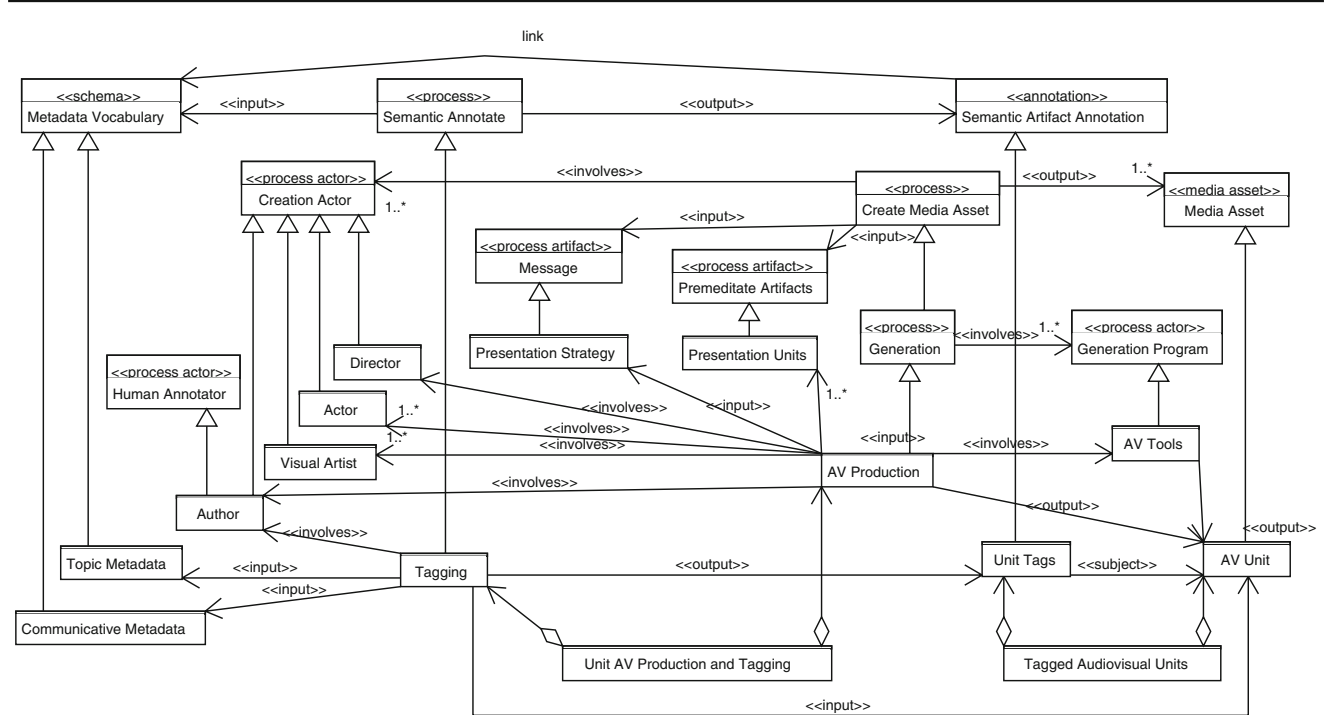 link
<<schema>>
Metadata Vocabulary
<<input>>
<<process>>
Semantic Annotate
<<output>>
<<annotation>>
Semantic Artifact Annotation
<<process actor>>
Creation Actor
1..*
<<involves>>
<<process>>
Create Media Asset
<<output>>
1..*
<<media asset>>
Media Asset
<<input>>
<<input>>
<<process artifact>>
Message
<<process artifact>>
Premeditate Artifacts
<<process>>
Generation
<<involves>>
1..*
<<process actor>>
Generation Program
Presentation Strategy
Presentation Units
Director
<<process actor>>
Human Annotator
Actor
1..*
1..*
<<involves>>
<<input>>
1..*
<<involves>>
<<involves>>
<<input>>
<<involves>>
AV Tools
Visual Artist
AV Production
<<involves>>
Author
<<output>>
<<output>>
<<involves>>
Topic Metadata
<<input>>
Tagging
<<output>>
Unit Tags
<<subject>>
AV Unit
<<input>>
Communicative Metadata
Unit AV Production and Tagging
Tagged Audiovisual Units
<<input>>